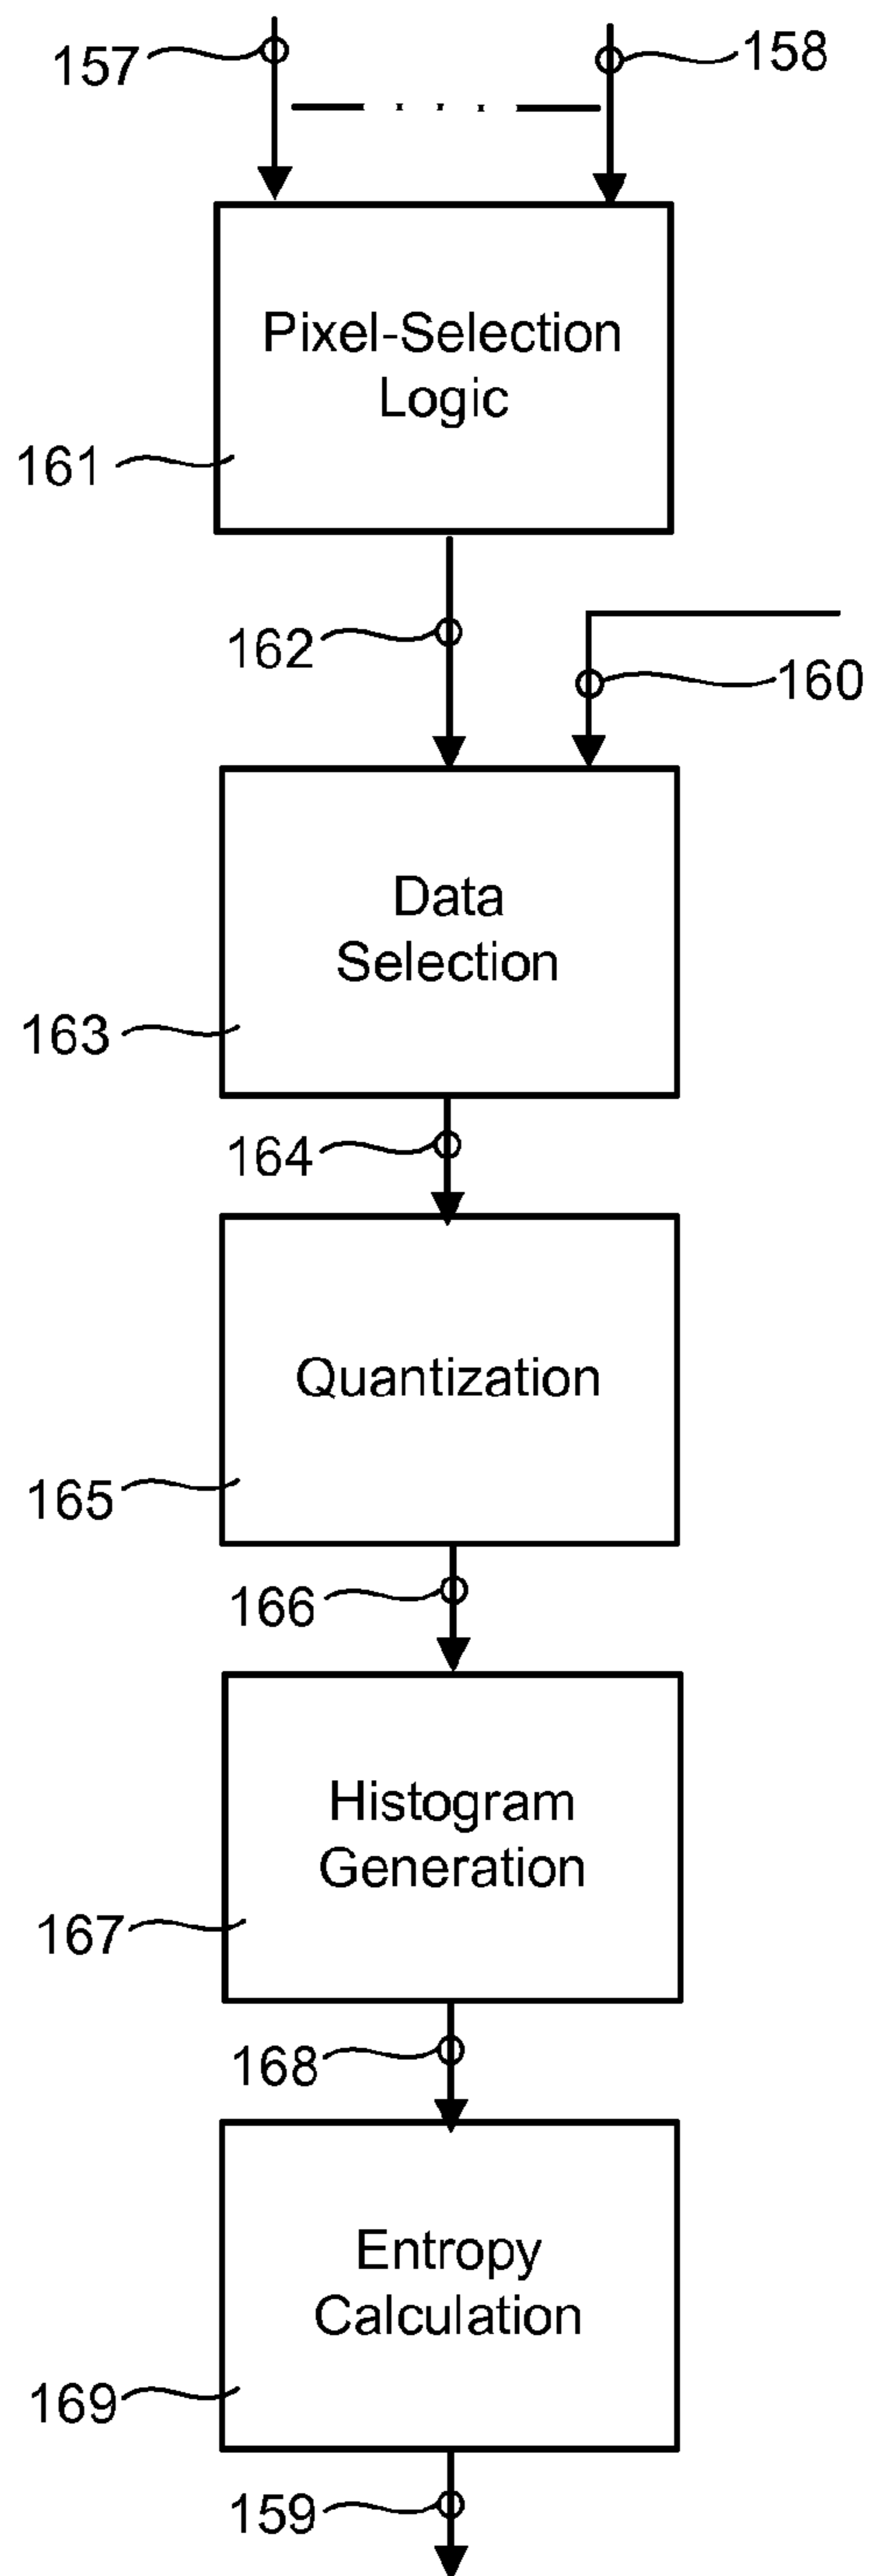 157
158
Pixel-Selection
Logic
161
162
160
Data
Selection
163
164
Quantization
165
166
Histogram
Generation
167
168
Entropy
Calculation
169
159